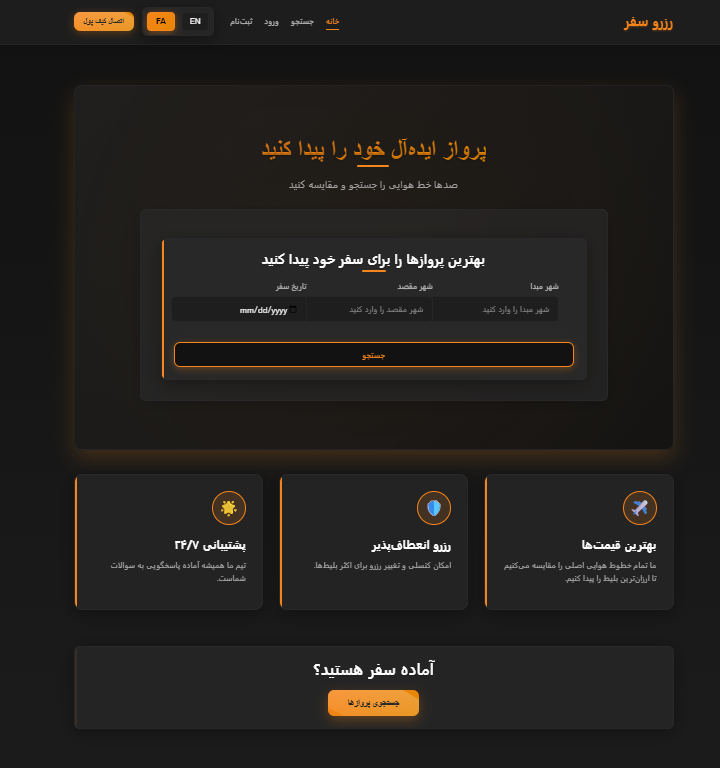 رزرو سفر
خانه
جستجو
ورود
ثبت‌نام
EN
FA
اتصال کیف پول
پرواز ایده‌آل خود را پیدا کنید
صدها خط هوایی را جستجو و مقایسه کنید
بهترین پروازها را برای سفر خود پیدا کنید
شهر مبدا
شهر مقصد
تاریخ سفر
شهر مبدا را وارد کنید
شهر مقصد را وارد کنید
mm/dd/yyyy
جستجو
بهترین قیمت‌ها
ما تمام خطوط هوایی اصلی را مقایسه می‌کنیم
تا ارزان‌ترین بلیط را پیدا کنیم.
رزرو انعطاف‌پذیر
امکان کنسلی و تغییر رزرو برای اکثر بلیط‌ها.
پشتیبانی ۲۴/۷
تیم ما همیشه آماده پاسخگویی به سوالات
شماست.
آماده سفر هستید؟
جستجوی پروازها